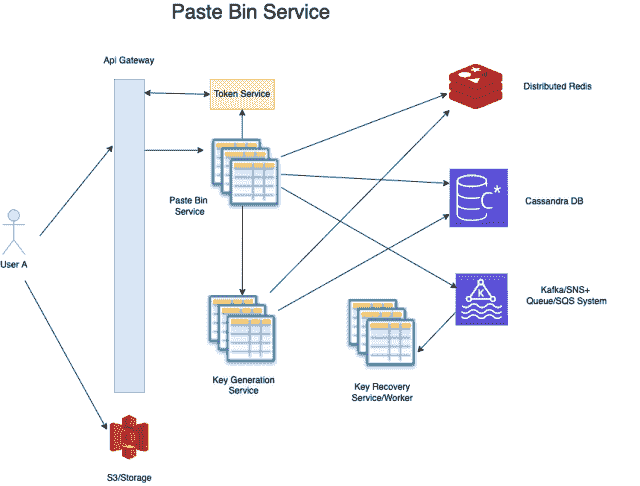 Paste Bin Service
Api Gateway
Token Service
Distributed Redis
Paste Bin
Service
Cassandra DB
C*
User A
Kafka/SNS+
Queue/SQS System
K
Key Generation
Service
Key Recovery
Service/Worker
S3/Storage